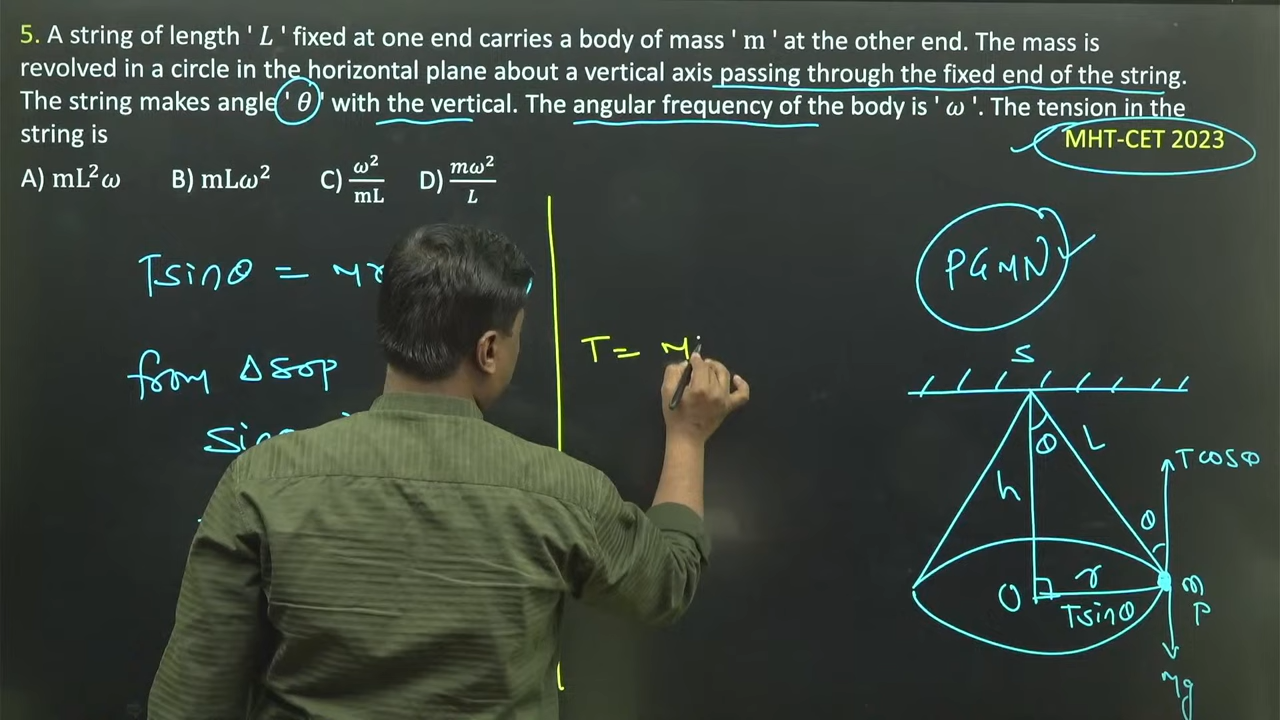 5. A string of length ' L ' fixed at one end carries a body of mass ' m ' at the other end. The mass is
revolved in a circle in the horizontal plane about a vertical axis passing through the fixed end of the string.
The string makes angle ' θ ' with the vertical. The angular frequency of the body is ' ω '. The tension in the
string is
MHT-CET 2023
A) mL²ω B) mLω² C) ω²/mL D) mω²/L
Tsinθ = mr
from Δsop
sin
T= m
PGMN
S
θ L
h
Tcosθ
θ
O r m
Tsinθ P
mg